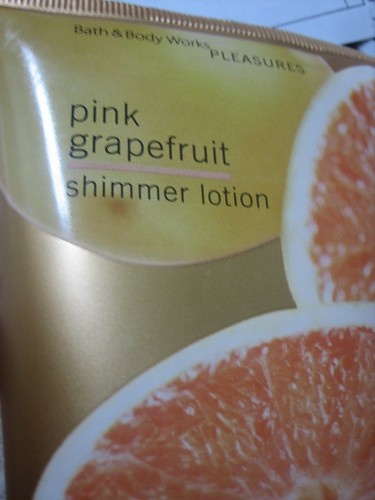 Bath & Body Works
PLEASURES
pink
grapefruit
shimmer lotion